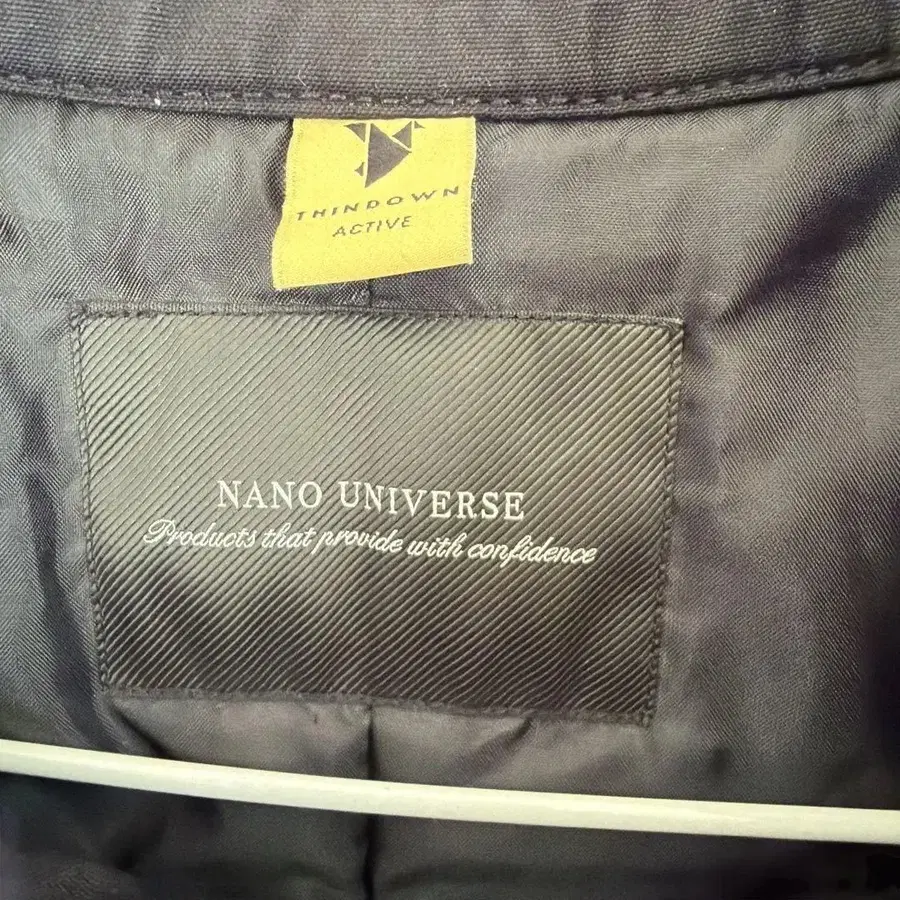 THINDOWN
ACTIVE
NANO UNIVERSE
Products that provide with confidence